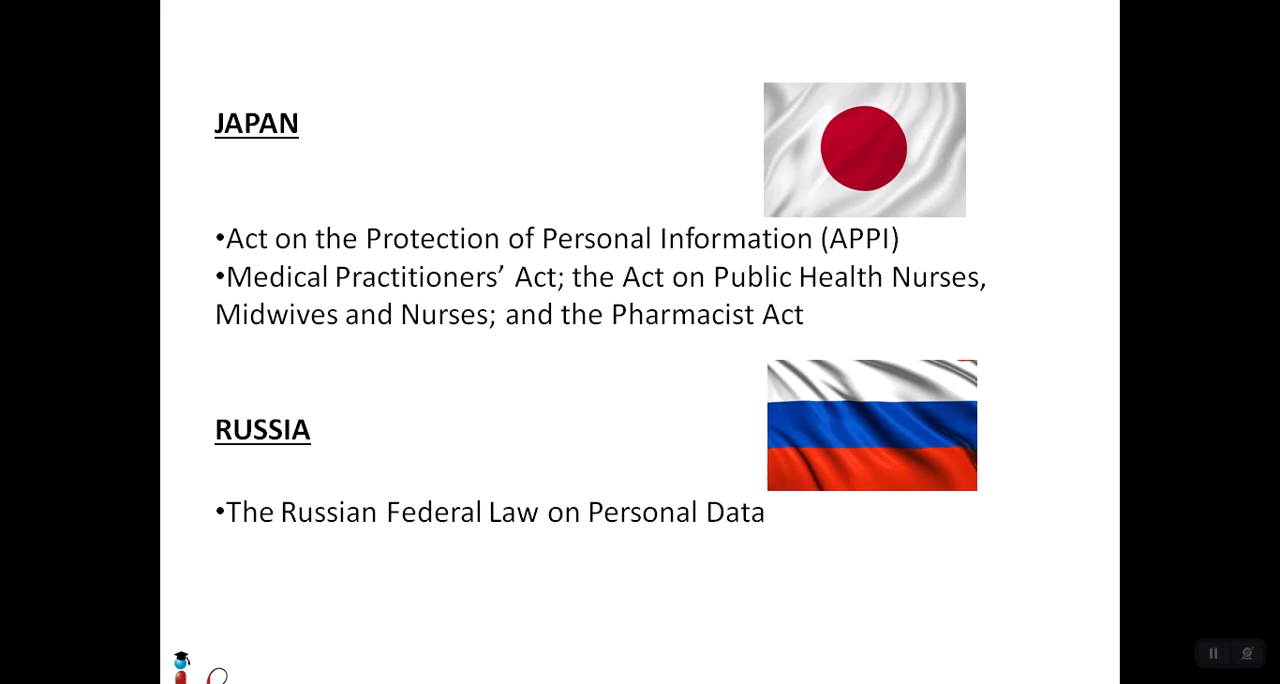 JAPAN
•Act on the Protection of Personal Information (APPI)
•Medical Practitioners’ Act; the Act on Public Health Nurses,
Midwives and Nurses; and the Pharmacist Act
RUSSIA
•The Russian Federal Law on Personal Data